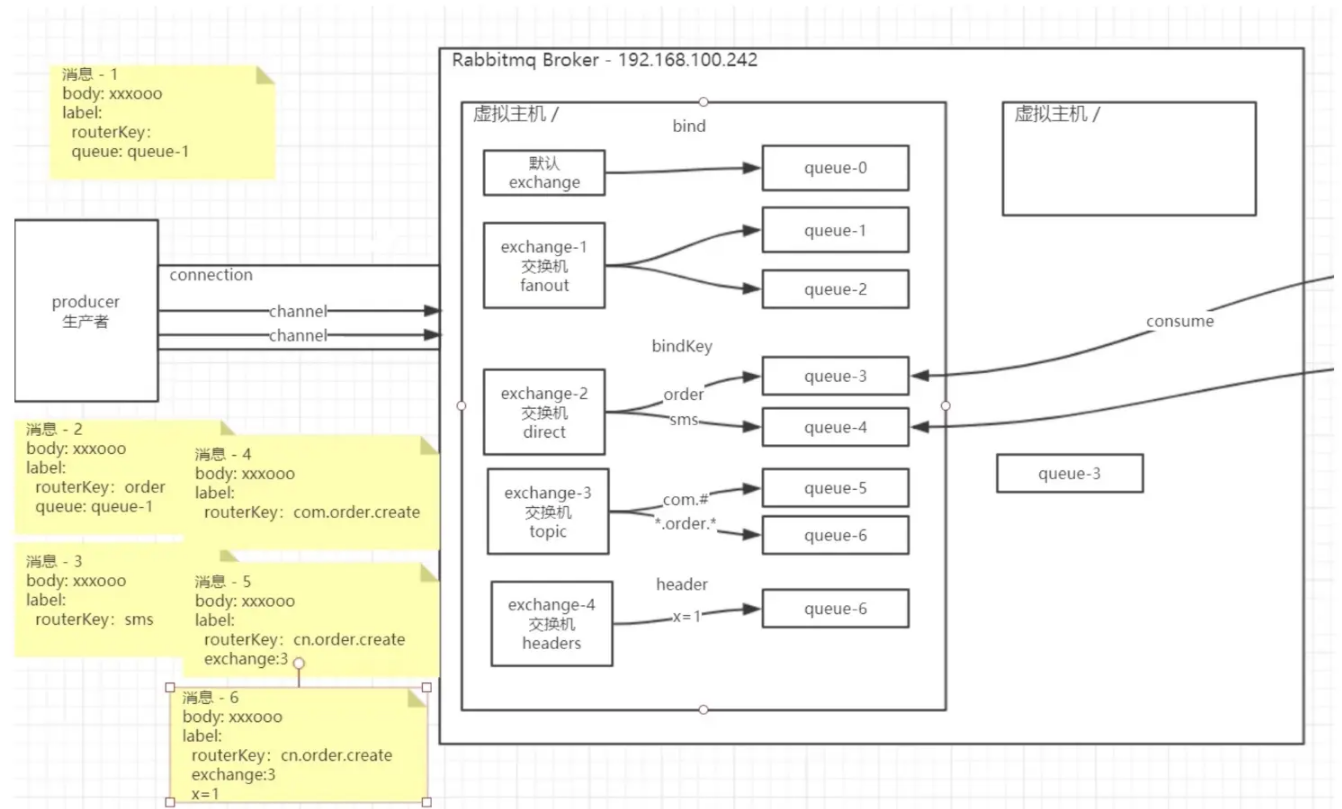 消息 - 1
body: xxxooo
label:
routerKey:
queue: queue-1
producer
生产者
connection
channel
channel
消息 - 2
body: xxxooo
label:
routerKey: order
queue: queue-1
消息 - 3
body: xxxooo
label:
routerKey: sms
消息 - 4
body: xxxooo
label:
routerKey: com.order.create
消息 - 5
body: xxxooo
label:
routerKey: cn.order.create
exchange:3
消息 - 6
body: xxxooo
label:
routerKey: cn.order.create
exchange:3
x=1
Rabbitmq Broker - 192.168.100.242
虚拟主机 /
bind
默认
exchange
queue-0
exchange-1
交换机
fanout
queue-1
queue-2
bindKey
exchange-2
交换机
direct
order
sms
queue-3
queue-4
exchange-3
交换机
topic
com.#
*.order.*
queue-5
queue-6
header
exchange-4
交换机
headers
x=1
queue-6
虚拟主机 /
consume
queue-3